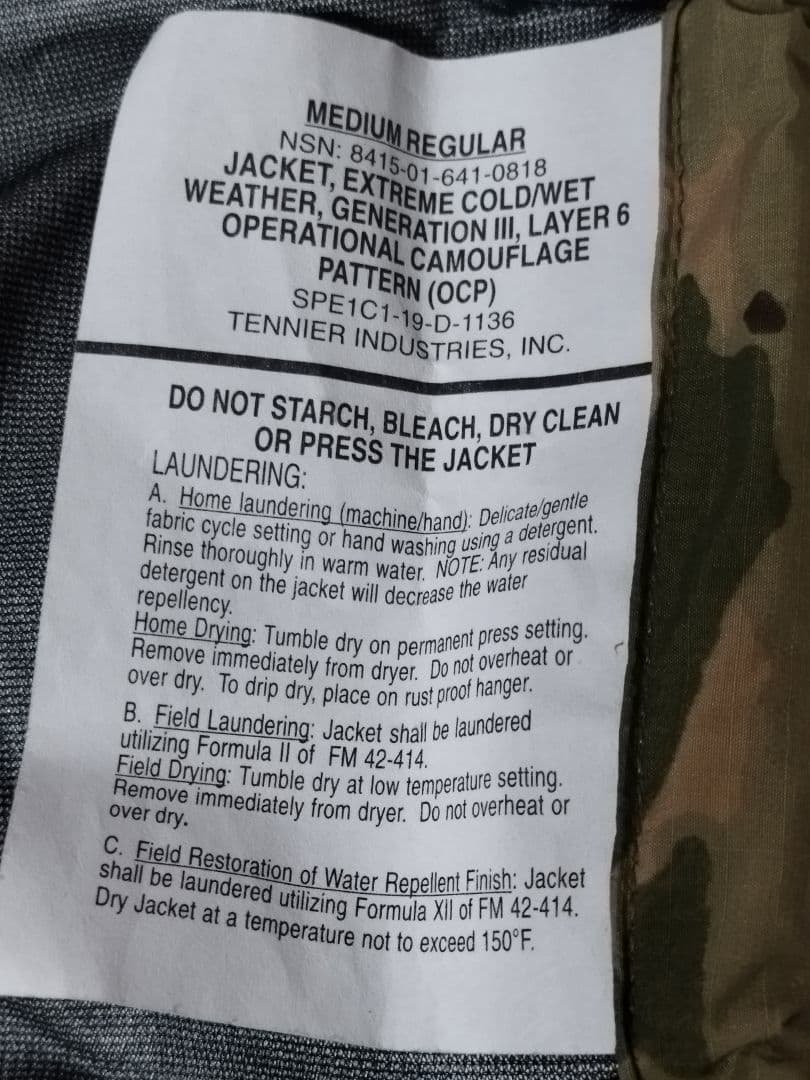 MEDIUM REGULAR
NSN: 8415-01-641-0818
JACKET, EXTREME COLD/WET
WEATHER, GENERATION III, LAYER 6
OPERATIONAL CAMOUFLAGE
PATTERN (OCP)
SPE1C1-19-D-1136
TENNIER INDUSTRIES, INC.
DO NOT STARCH, BLEACH, DRY CLEAN
OR PRESS THE JACKET
LAUNDERING:
A. Home laundering (machine/hand): Delicate/gentle
fabric cycle setting or hand washing using a detergent.
Rinse thoroughly in warm water. NOTE: Any residual
detergent on the jacket will decrease the water
repellency.
Home Drying: Tumble dry on permanent press setting.
Remove immediately from dryer. Do not overheat or
over dry. To drip dry, place on rust proof hanger.
B. Field Laundering: Jacket shall be laundered
utilizing Formula II of FM 42-414.
Field Drying: Tumble dry at low temperature setting.
Remove immediately from dryer. Do not overheat or
over dry.
C. Field Restoration of Water Repellent Finish: Jacket
shall be laundered utilizing Formula XII of FM 42-414.
Dry Jacket at a temperature not to exceed 150°F.